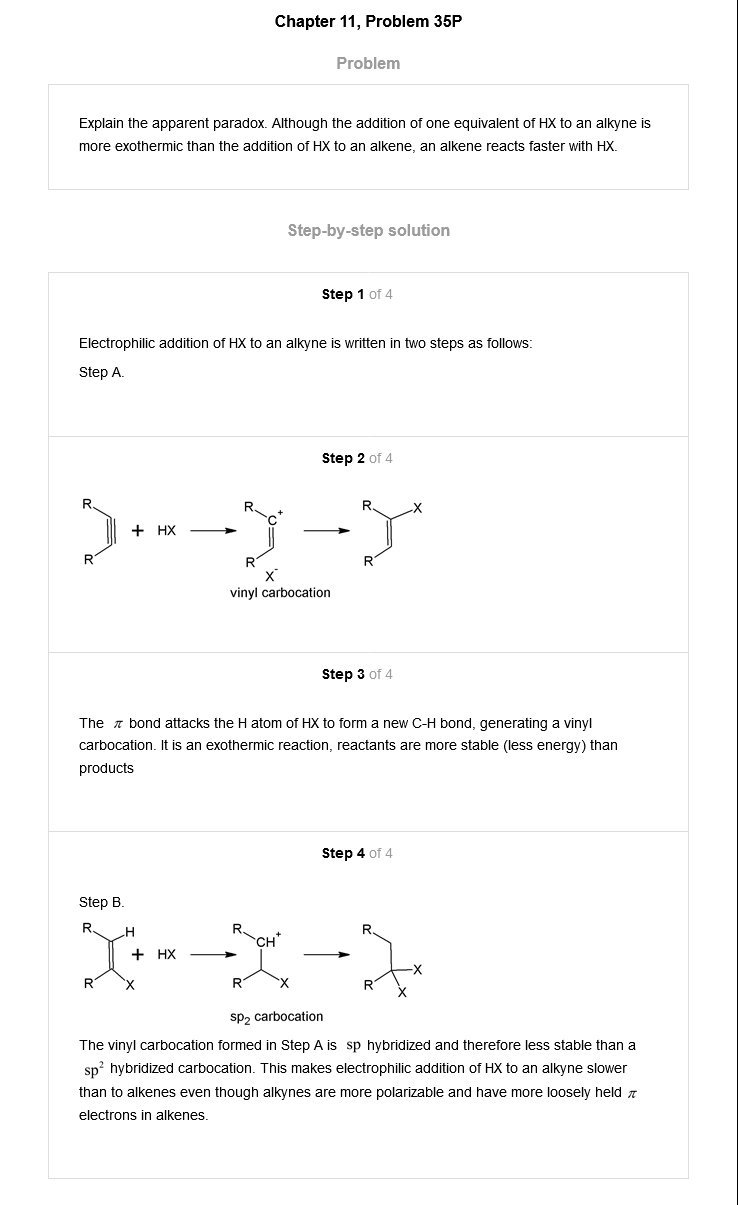 Chapter 11, Problem 35P
Problem
Explain the apparent paradox. Although the addition of one equivalent of HX to an alkyne is
more exothermic than the addition of HX to an alkene, an alkene reacts faster with HX.
Step-by-step solution
Step 1 of 4
Electrophilic addition of HX to an alkyne is written in two steps as follows:
Step A.
Step 2 of 4
R
R
+ HX
R
C+
R
X-
vinyl carbocation
R
X
R
Step 3 of 4
The π bond attacks the H atom of HX to form a new C-H bond, generating a vinyl
carbocation. It is an exothermic reaction, reactants are more stable (less energy) than
products
Step 4 of 4
Step B.
R
H
R
X
+ HX
R
CH+
R
X
sp2 carbocation
R
X
R
X
The vinyl carbocation formed in Step A is sp hybridized and therefore less stable than a
sp² hybridized carbocation. This makes electrophilic addition of HX to an alkyne slower
than to alkenes even though alkynes are more polarizable and have more loosely held π
electrons in alkenes.